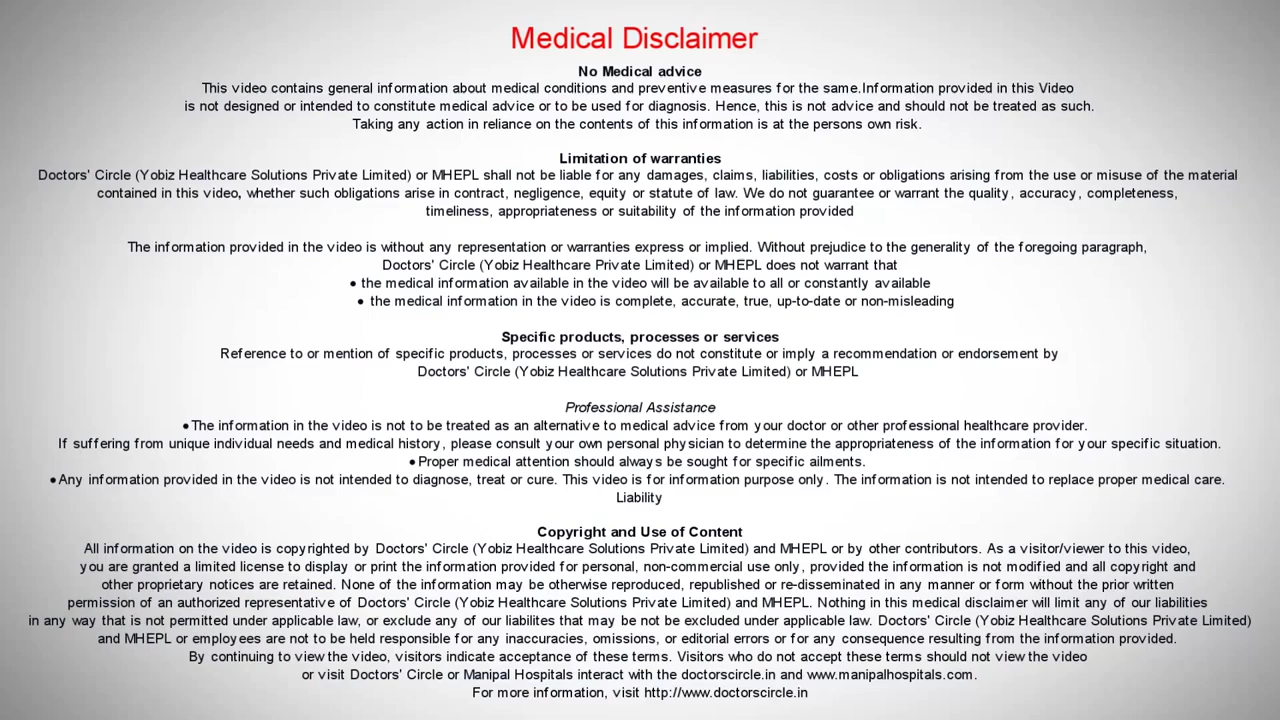 Medical Disclaimer
No Medical advice
This video contains general information about medical conditions and preventive measures for the same.Information provided in this Video
is not designed or intended to constitute medical advice or to be used for diagnosis. Hence, this is not advice and should not be treated as such.
Taking any action in reliance on the contents of this information is at the persons own risk.
Limitation of warranties
Doctors' Circle (Yobiz Healthcare Solutions Private Limited) or MHEPL shall not be liable for any damages, claims, liabilities, costs or obligations arising from the use or misuse of the material
contained in this video, whether such obligations arise in contract, negligence, equity or statute of law. We do not guarantee or warrant the quality, accuracy, completeness,
timeliness, appropriateness or suitability of the information provided
The information provided in the video is without any representation or warranties express or implied. Without prejudice to the generality of the foregoing paragraph,
Doctors' Circle (Yobiz Healthcare Private Limited) or MHEPL does not warrant that
• the medical information available in the video will be available to all or constantly available
• the medical information in the video is complete, accurate, true, up-to-date or non-misleading
Specific products, processes or services
Reference to or mention of specific products, processes or services do not constitute or imply a recommendation or endorsement by
Doctors' Circle (Yobiz Healthcare Solutions Private Limited) or MHEPL
Professional Assistance
•The information in the video is not to be treated as an alternative to medical advice from your doctor or other professional healthcare provider.
If suffering from unique individual needs and medical history, please consult your own personal physician to determine the appropriateness of the information for your specific situation.
•Proper medical attention should always be sought for specific ailments.
•Any information provided in the video is not intended to diagnose, treat or cure. This video is for information purpose only. The information is not intended to replace proper medical care.
Liability
Copyright and Use of Content
All information on the video is copyrighted by Doctors' Circle (Yobiz Healthcare Solutions Private Limited) and MHEPL or by other contributors. As a visitor/viewer to this video,
you are granted a limited license to display or print the information provided for personal, non-commercial use only, provided the information is not modified and all copyright and
other proprietary notices are retained. None of the information may be otherwise reproduced, republished or re-disseminated in any manner or form without the prior written
permission of an authorized representative of Doctors' Circle (Yobiz Healthcare Solutions Private Limited) and MHEPL. Nothing in this medical disclaimer will limit any of our liabilities
in any way that is not permitted under applicable law, or exclude any of our liabilites that may be not be excluded under applicable law. Doctors' Circle (Yobiz Healthcare Solutions Private Limited)
and MHEPL or employees are not to be held responsible for any inaccuracies, omissions, or editorial errors or for any consequence resulting from the information provided.
By continuing to view the video, visitors indicate acceptance of these terms. Visitors who do not accept these terms should not view the video
or visit Doctors' Circle or Manipal Hospitals interact with the doctorscircle.in and www.manipalhospitals.com.
For more information, visit http://www.doctorscircle.in